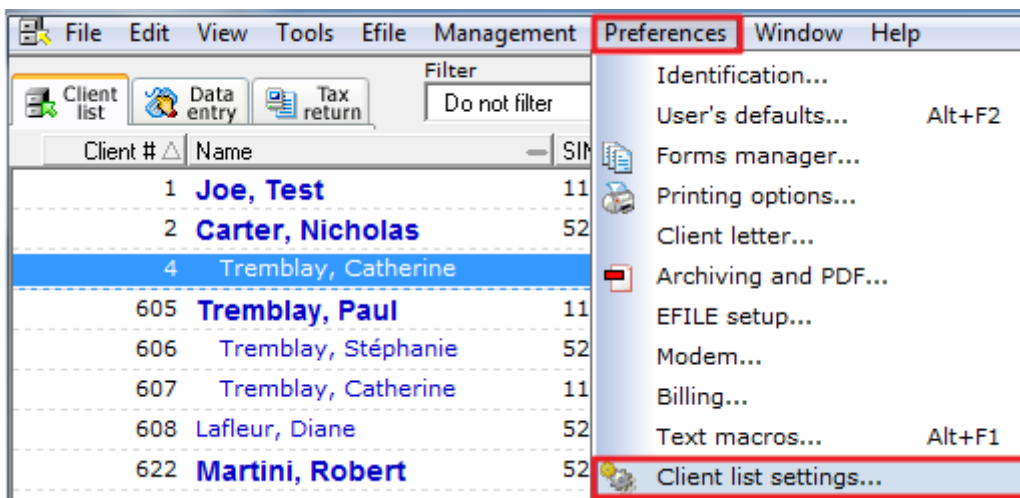 File Edit View Tools Efile Management Preferences Window Help
Client list
Data entry
Tax return
Filter
Do not filter
Client # Name SIN
1 Joe, Test 11
2 Carter, Nicholas 52
4 Tremblay, Catherine
605 Tremblay, Paul 11
606 Tremblay, Stéphanie 52
607 Tremblay, Catherine 11
608 Lafleur, Diane 52
622 Martini, Robert 52
Identification...
User's defaults... Alt+F2
Forms manager...
Printing options...
Client letter...
Archiving and PDF...
EFILE setup...
Modem...
Billing...
Text macros... Alt+F1
Client list settings...